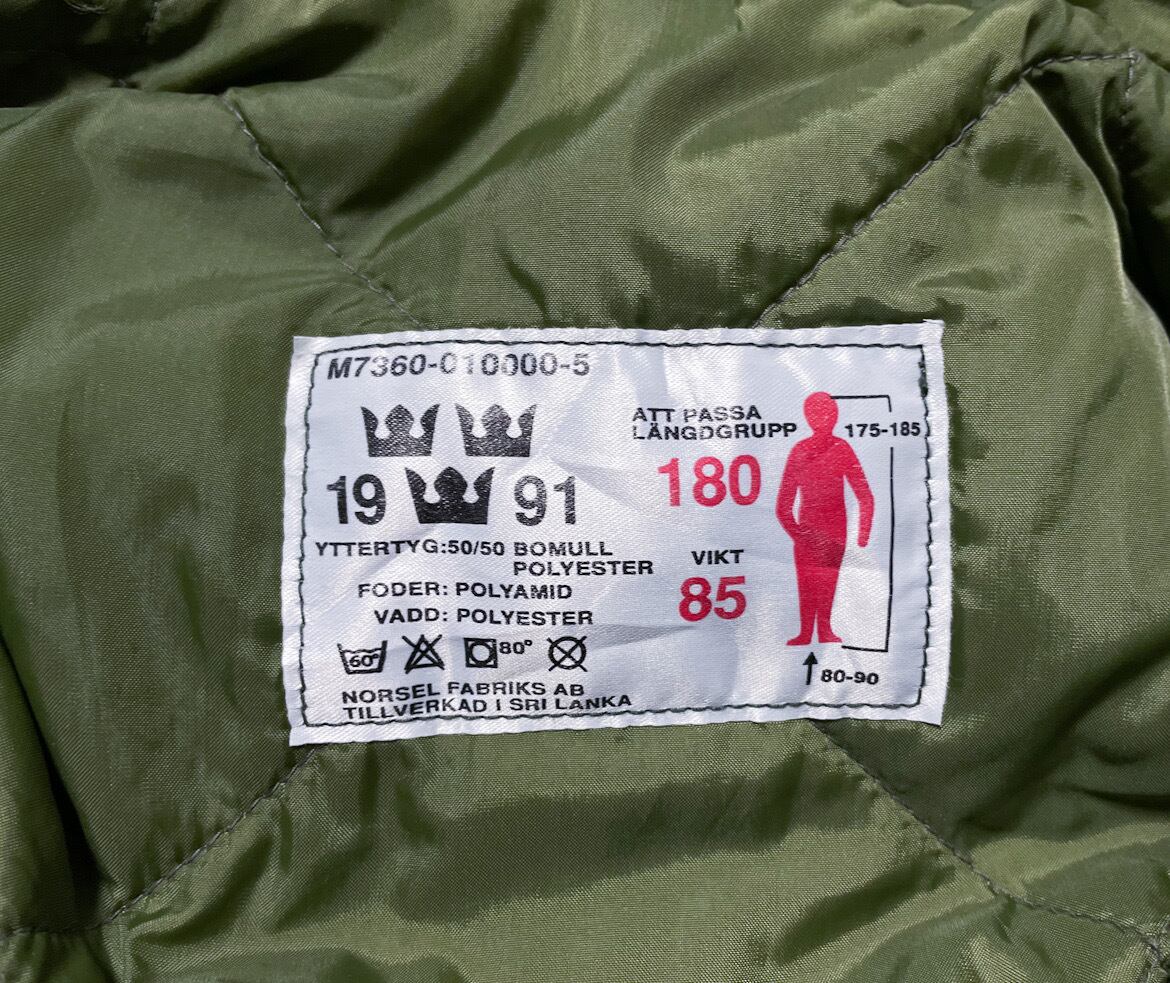 M7360-010000-5
19 91
YTTERTYG:50/50 BOMULL
POLYESTER
FODER: POLYAMID
VADD: POLYESTER
60°
80°
NORSEL FABRIKS AB
TILLVERKAD I SRI LANKA
ATT PASSA
LÄNGDGRUPP
180
175-185
VIKT
85
80-90